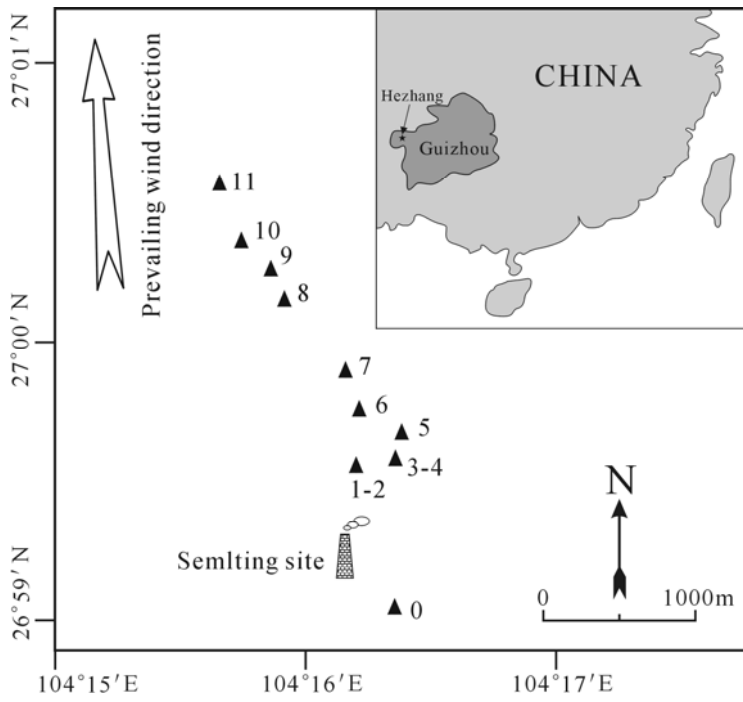 27°01'N
27°00'N
26°59'N
Prevailing wind direction
CHINA
Hezhang
Guizhou
11
10
9
8
7
6
5
3-4
1-2
Semlting site
0
N
0 1000m
104°15'E 104°16'E 104°17'E